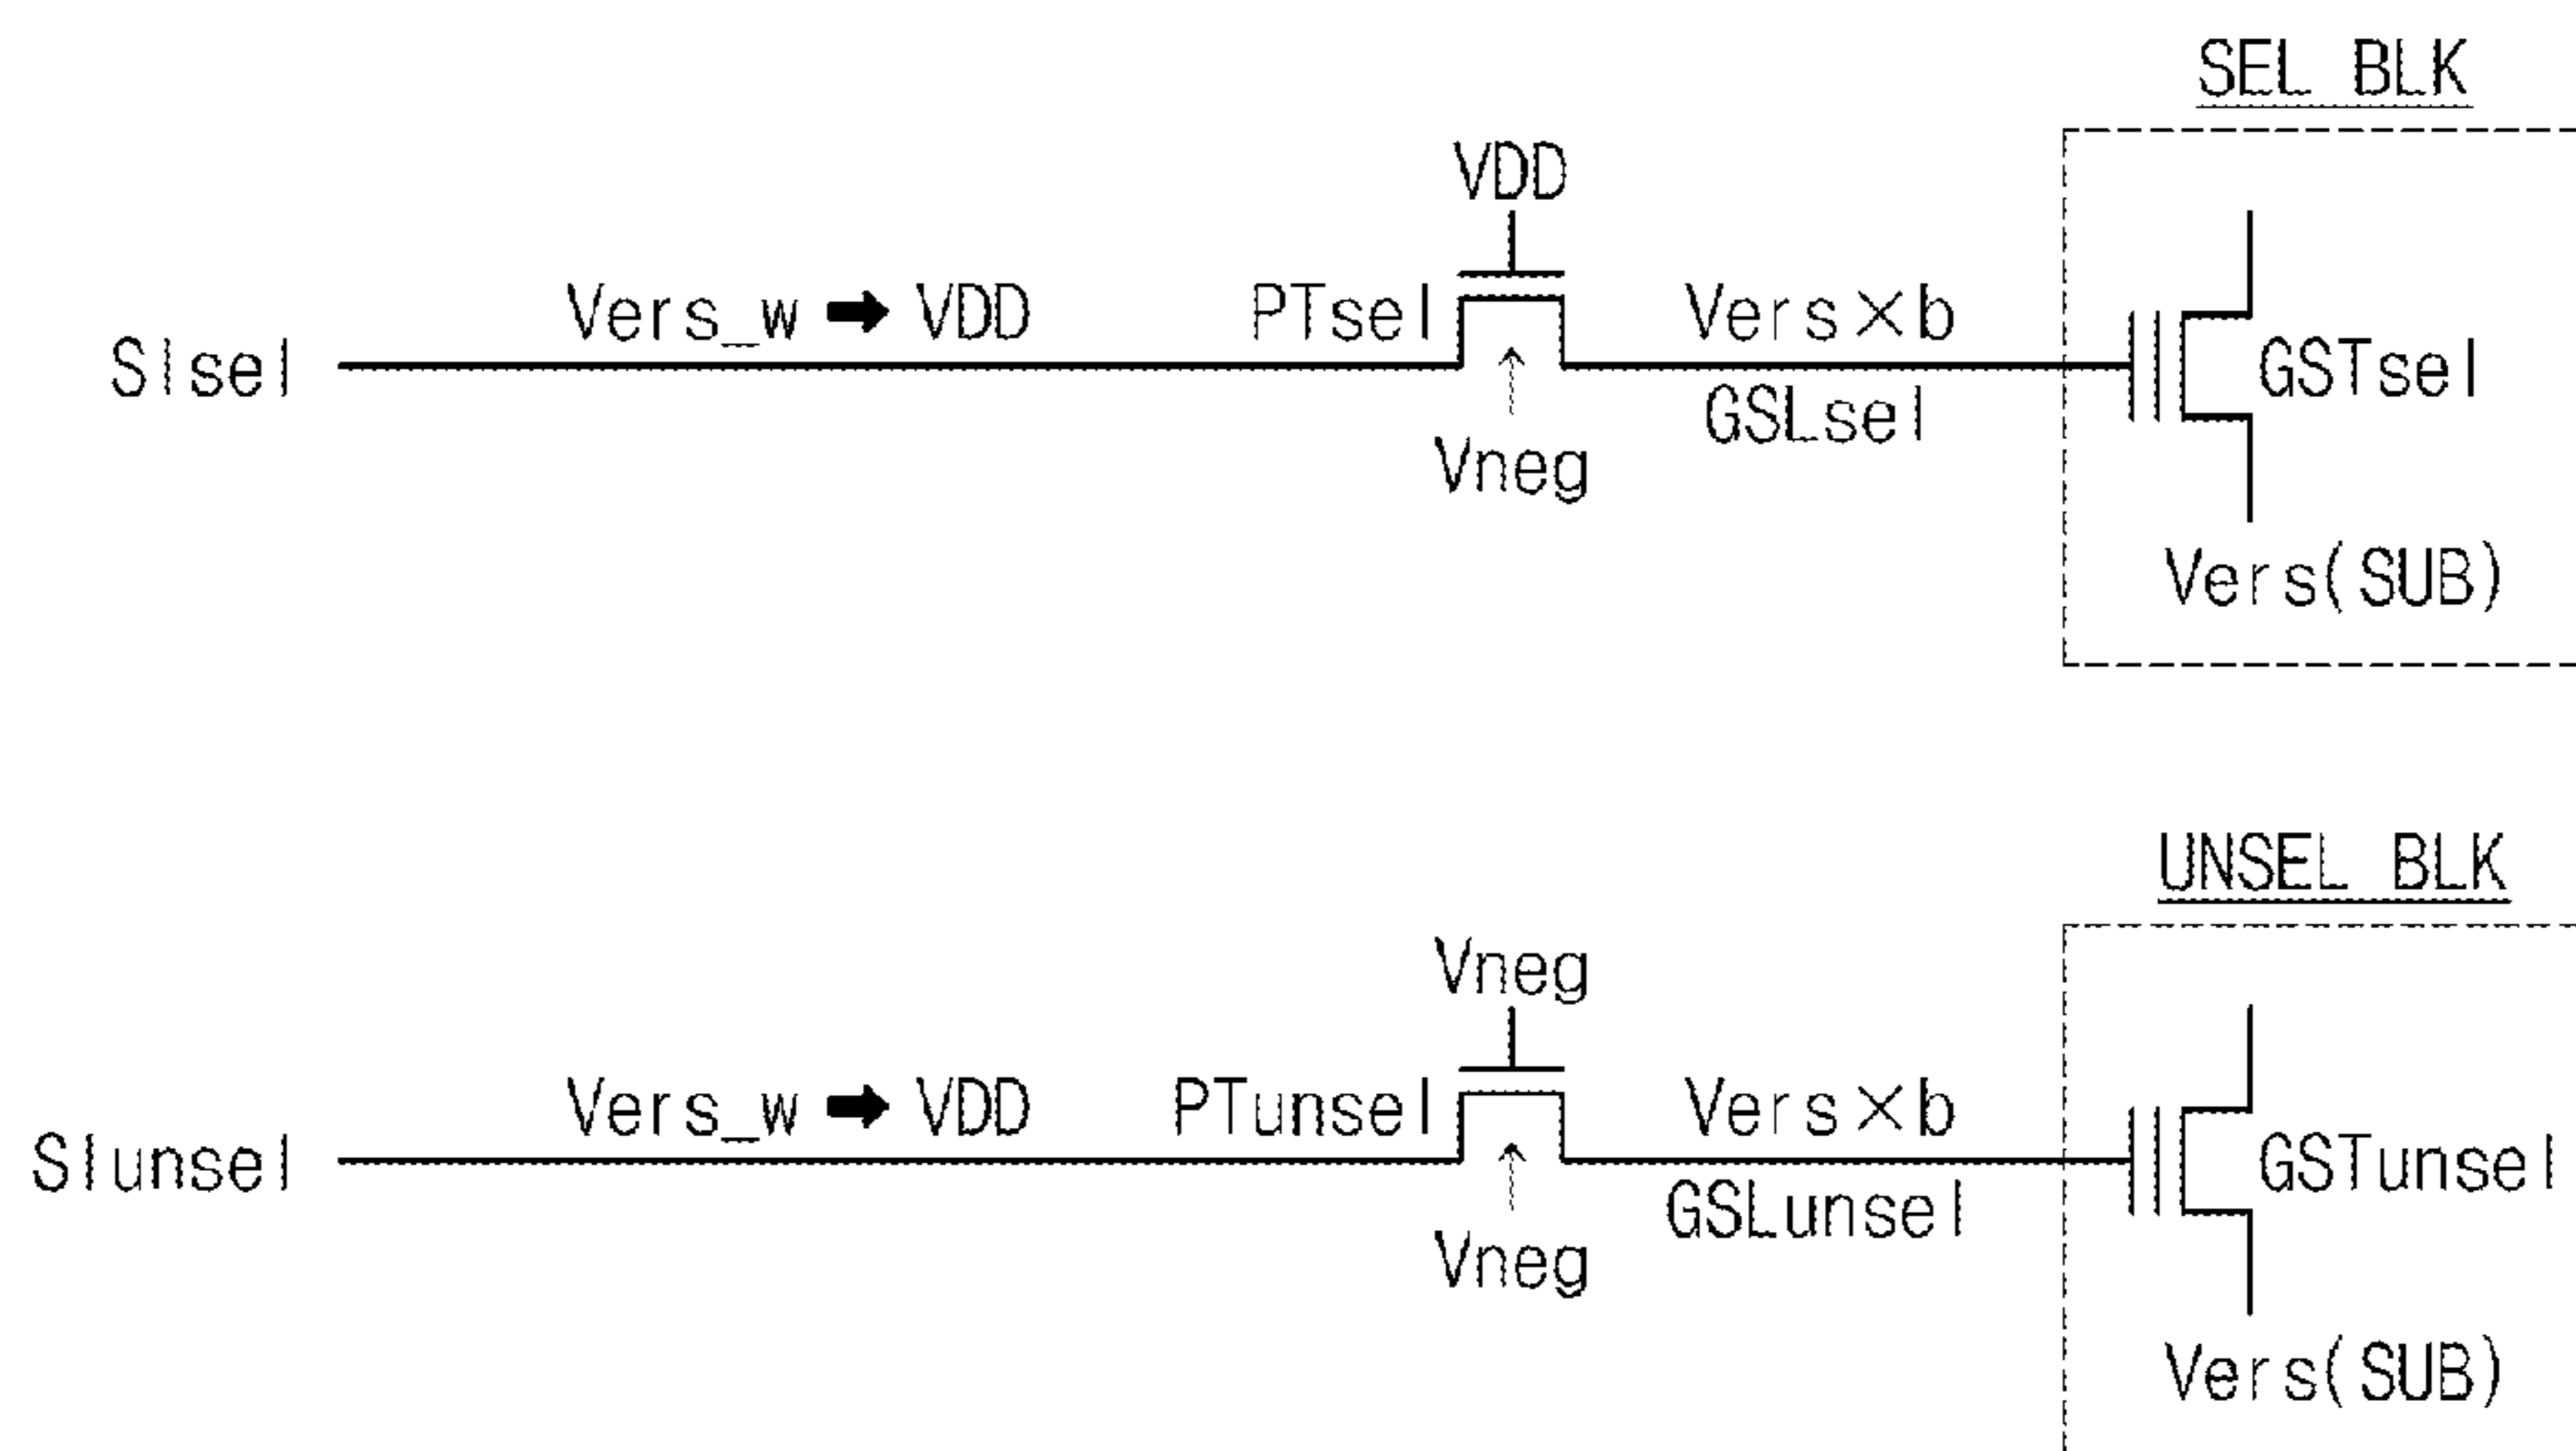 SEL BLK
VDD
Vers_w → VDD
PTsel
Vers×b
SIsel
GSTsel
GSLsel
Vneg
Vers(SUB)
UNSEL BLK
Vneg
Vers_w → VDD
PTunsel
Vers×b
SIunsel
GSTunsel
GSLunsel
Vneg
Vers(SUB)